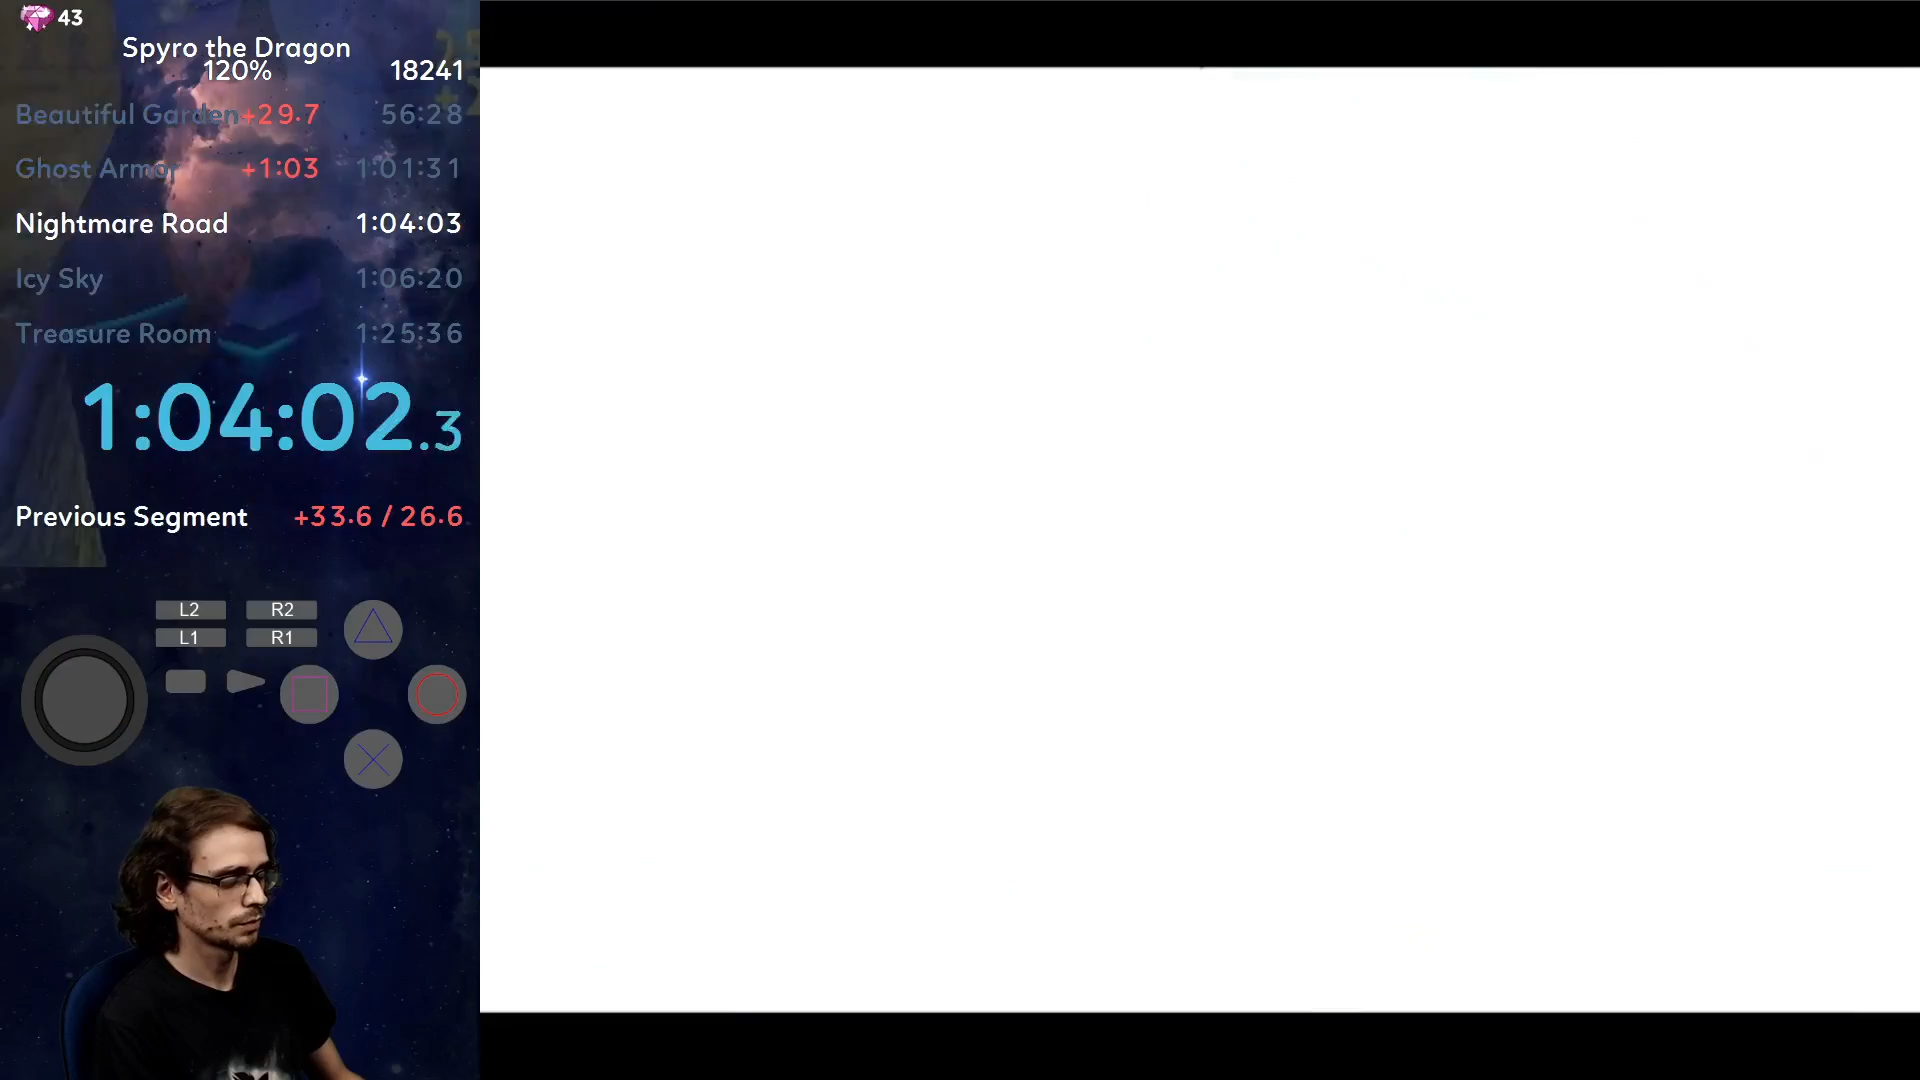 43
Spyro the Dragon
120% 18241
Beautiful Garden +29.7 56:28
Ghost Armor +1:03 1:01:31
Nightmare Road 1:04:03
Icy Sky 1:06:20
Treasure Room 1:25:36
1:04:02.3
Previous Segment +33.6 / 26.6
L2 R2
L1 R1